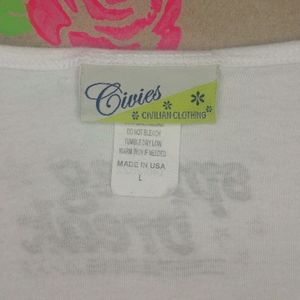 Civies
CIVILIAN CLOTHING
DO NOT BLEACH
TUMBLE DRY LOW
WARM IRON IF NEEDED
MADE IN USA
L